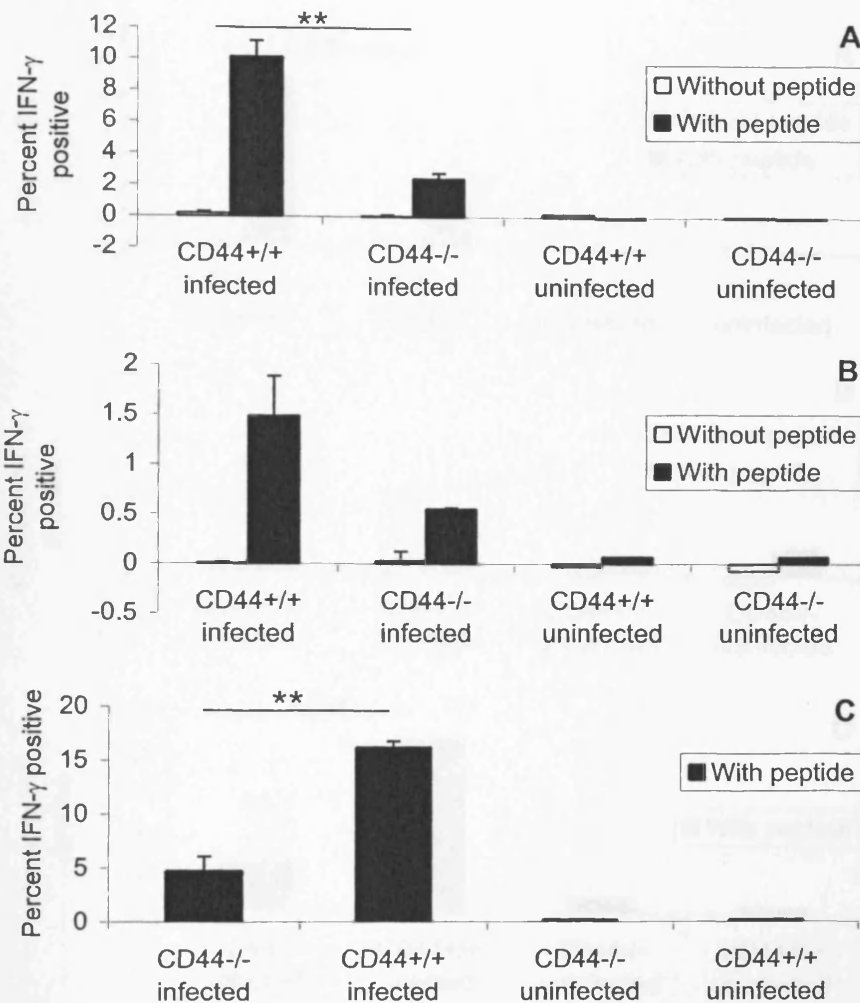 A
**
Percent IFN-γ
positive
12
10
8
6
4
2
0
-2
Without peptide
With peptide
CD44+/+
infected
CD44-/-
infected
CD44+/+
uninfected
CD44-/-
uninfected
B
Percent IFN-γ
positive
2
1.5
1
0.5
0
-0.5
Without peptide
With peptide
CD44+/+
infected
CD44-/-
infected
CD44+/+
uninfected
CD44-/-
uninfected
C
**
Percent IFN-γ positive
20
15
10
5
0
With peptide
CD44-/-
infected
CD44+/+
infected
CD44-/-
uninfected
CD44+/+
uninfected